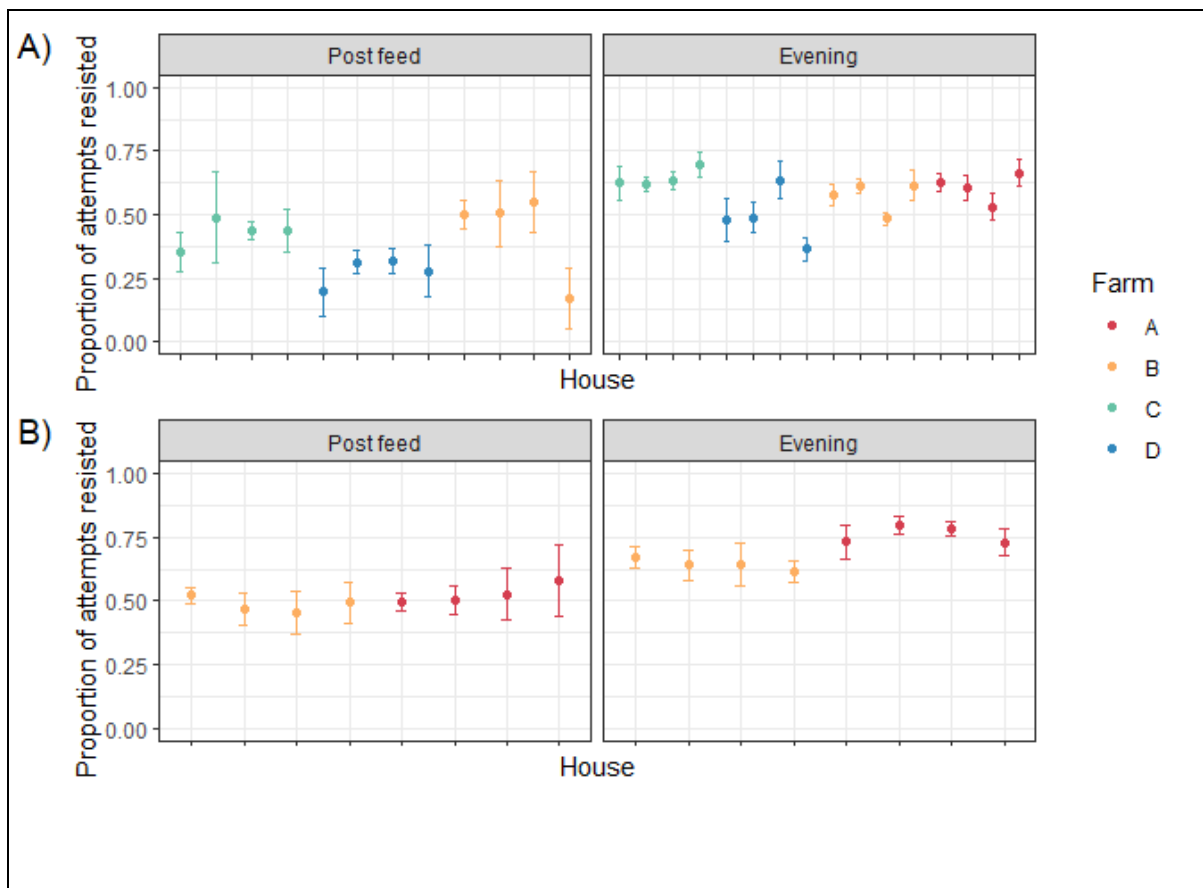 A)
Proportion of attempts resisted
Post feed
Evening
1.00
0.75
0.50
0.25
0.00
House
B)
Proportion of attempts resisted
Post feed
Evening
1.00
0.75
0.50
0.25
0.00
House
Farm
A
B
C
D